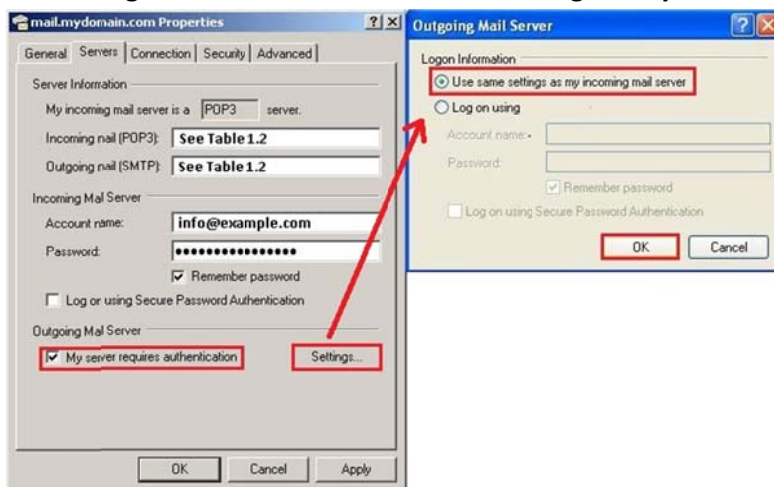 mail.mydomain.com Properties
General Servers Connection Security Advanced
Server Information
My incoming mail server is a POP3 server.
Incoming nail (POP3): See Table 1.2
Outgoing nail (SMTP): See Table 1.2
Incoming Mal Server
Account name: info@example.com
Password: ••••••••••••••••
Remember password
Log or using Secure Password Authentication
Outgoing Mal Server
My server requires authentication Settings...
OK Cancel Apply
Outgoing Mail Server
Logon Information
Use same settings as my incoming mail server
Log on using
Account name:
Password:
Remember password
Log on using Secure Password Authentication
OK Cancel